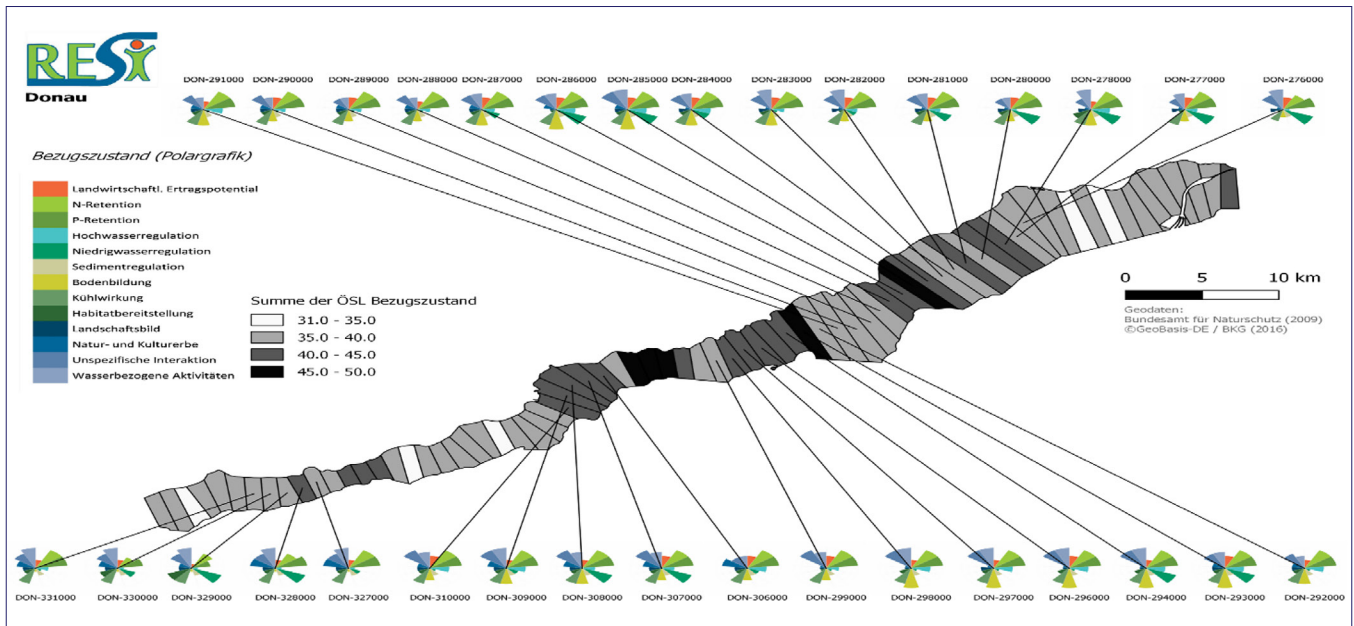 RESI
Donau
DON-291000 DON-290000 DON-289000 DON-288000 DON-287000 DON-286000 DON-285000 DON-284000 DON-283000 DON-282000 DON-281000 DON-280000 DON-278000 DON-277000 DON-276000
Bezugszustand (Polargrafik)
Landwirtschaftl. Ertragspotential
N-Retention
P-Retention
Hochwasserregulation
Niedrigwasserregulation
Sedimentregulation
Bodenbildung
Kühlwirkung
Habitatbereitstellung
Landschaftsbild
Natur- und Kulturerbe
Unspezifische Interaktion
Wasserbezogene Aktivitäten
Summe der ÖSL Bezugszustand
31.0 - 35.0
35.0 - 40.0
40.0 - 45.0
45.0 - 50.0
0 5 10 km
Geodaten:
Bundesamt für Naturschutz (2009)
©GeoBasis-DE / BKG (2016)
DON-331000 DON-330000 DON-329000 DON-328000 DON-327000 DON-310000 DON-309000 DON-308000 DON-307000 DON-306000 DON-299000 DON-298000 DON-297000 DON-296000 DON-294000 DON-293000 DON-292000